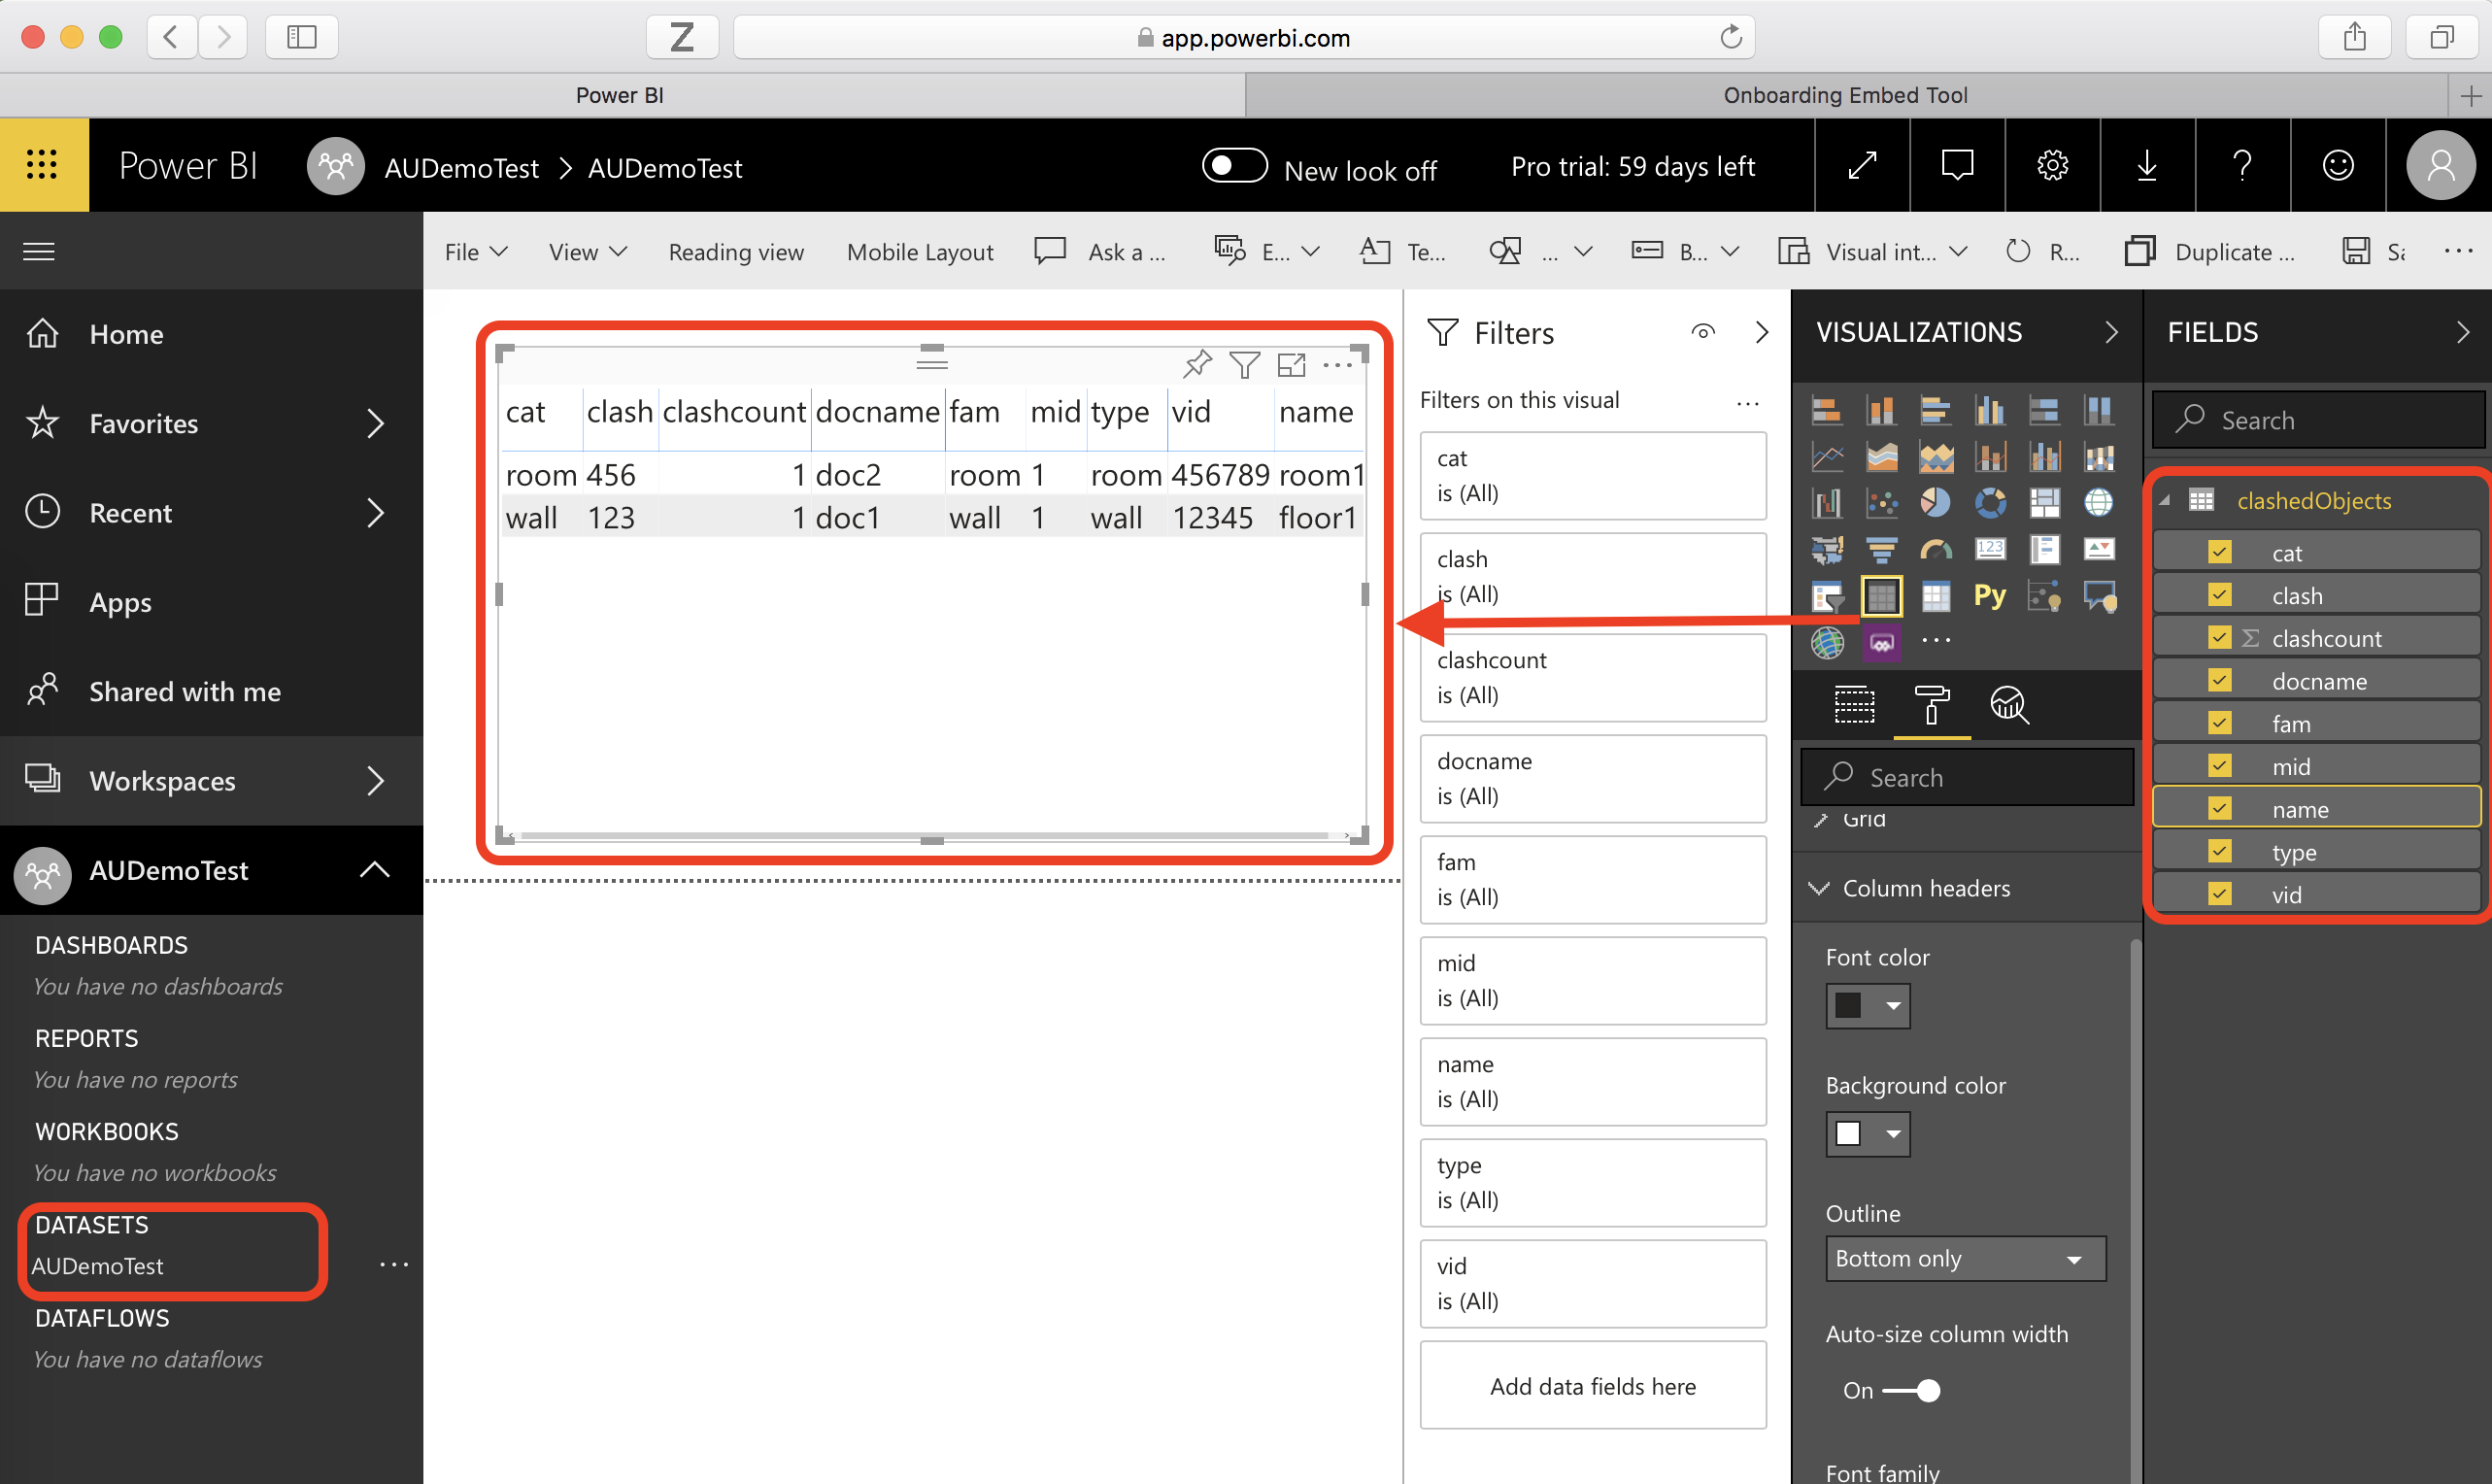 Z
app.powerbi.com
Power BI
Onboarding Embed Tool
Power BI
AUDemoTest > AUDemoTest
New look off
Pro trial: 59 days left
File
View
Reading view
Mobile Layout
Ask a ...
E...
Te...
...
B...
Visual int...
R...
Duplicate ...
Home
Favorites
Recent
Apps
Shared with me
Workspaces
AUDemoTest
DASHBOARDS
You have no dashboards
REPORTS
You have no reports
WORKBOOKS
You have no workbooks
DATASETS
AUDemoTest
DATAFLOWS
You have no dataflows
cat clash clashcount docname fam mid type vid name
room 456 1 doc2 room 1 room 456789 room1
wall 123 1 doc1 wall 1 wall 12345 floor1
Filters
Filters on this visual
cat
is (All)
clash
is (All)
clashcount
is (All)
docname
is (All)
fam
is (All)
mid
is (All)
name
is (All)
type
is (All)
vid
is (All)
Add data fields here
VISUALIZATIONS
123
Py
Search
Grid
Column headers
Font color
Background color
Outline
Bottom only
Auto-size column width
On
Font family
FIELDS
Search
clashedObjects
cat
clash
Σ clashcount
docname
fam
mid
name
type
vid